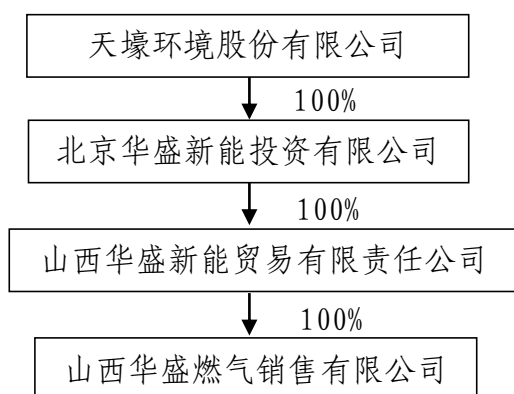 天壕环境股份有限公司
100%
北京华盛新能投资有限公司
100%
山西华盛新能贸易有限责任公司
100%
山西华盛燃气销售有限公司